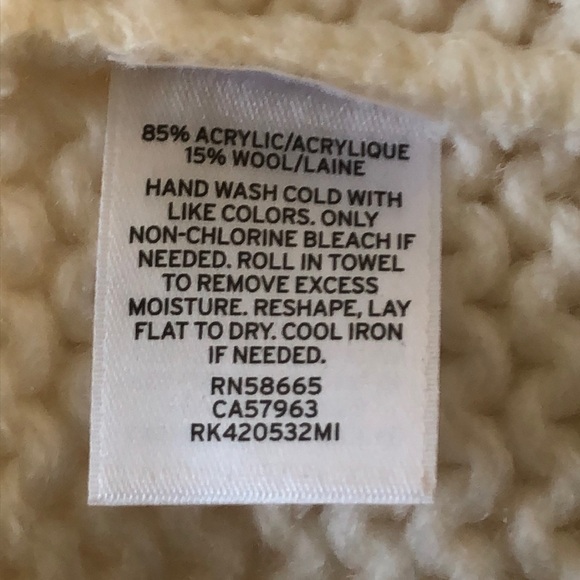 85% ACRYLIC/ACRYLIQUE
15% WOOL/LAINE
HAND WASH COLD WITH
LIKE COLORS. ONLY
NON-CHLORINE BLEACH IF
NEEDED. ROLL IN TOWEL
TO REMOVE EXCESS
MOISTURE. RESHAPE, LAY
FLAT TO DRY. COOL IRON
IF NEEDED.
RN58665
CA57963
RK420532MI